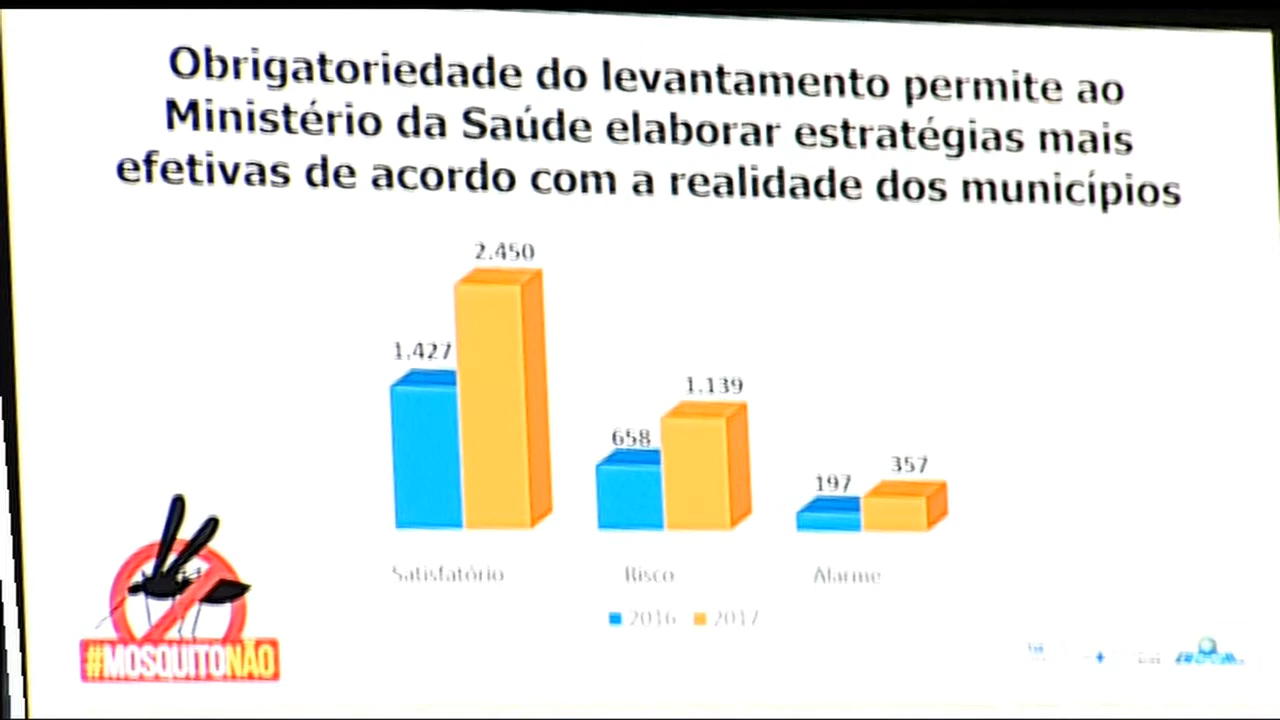 Obrigatoriedade do levantamento permite ao
Ministério da Saúde elaborar estratégias mais
efetivas de acordo com a realidade dos municípios
2.450
1.427
1.139
658
357
197
Satisfatório
Risco
Alarme
2016
2017
#MOSQUITONÃO